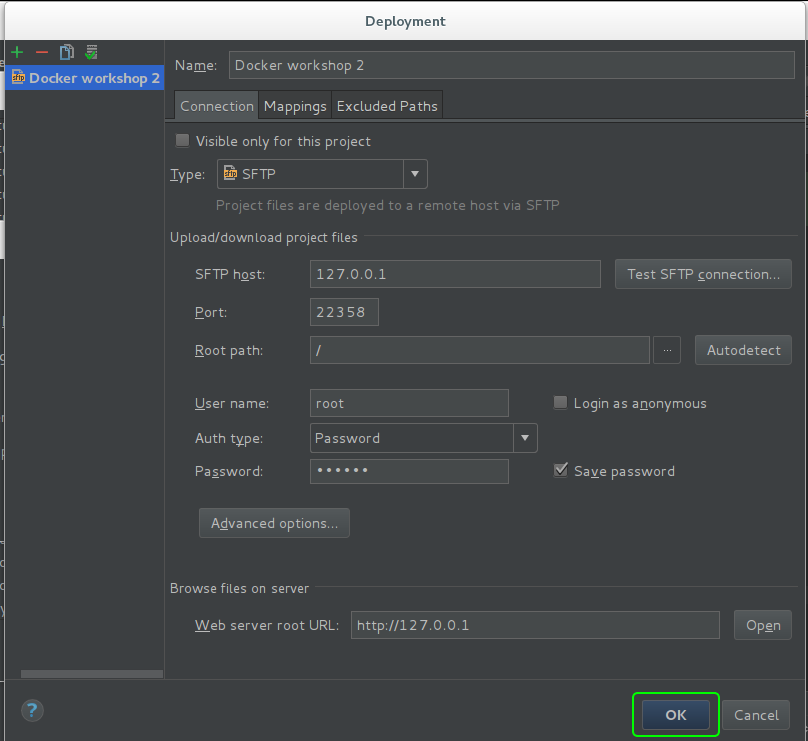 Deployment
Docker workshop 2
Name: Docker workshop 2
Connection Mappings Excluded Paths
Visible only for this project
Type: SFTP
Project files are deployed to a remote host via SFTP
Upload/download project files
SFTP host: 127.0.0.1 Test SFTP connection...
Port: 22358
Root path: / ... Autodetect
User name: root Login as anonymous
Auth type: Password
Password: •••••• Save password
Advanced options...
Browse files on server
Web server root URL: http://127.0.0.1 Open
? OK Cancel